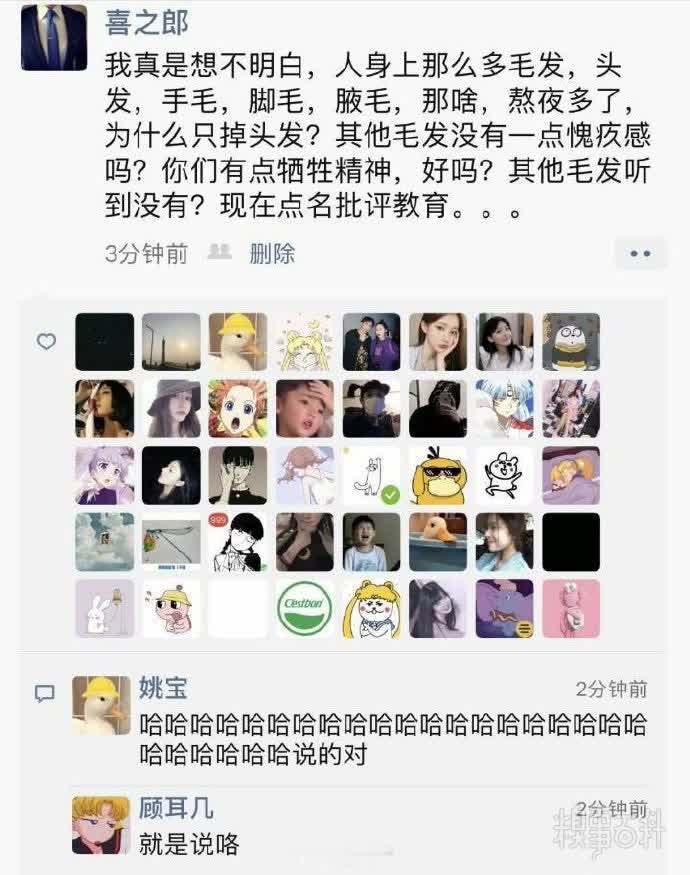 喜之郎
我真是想不明白，人身上那么多毛发，头
发，手毛，脚毛，腋毛，那啥，熬夜多了，
为什么只掉头发？其他毛发没有一点愧疚感
吗？你们有点牺牲精神，好吗？其他毛发听
到没有？现在点名批评教育。。。
3分钟前 删除
999
C'estbon
姚宝 2分钟前
哈哈哈哈哈哈哈哈哈哈哈哈哈哈哈哈哈哈哈哈
哈哈哈哈哈哈说的对
顾耳几 2分钟前
就是说咯
糗事百科